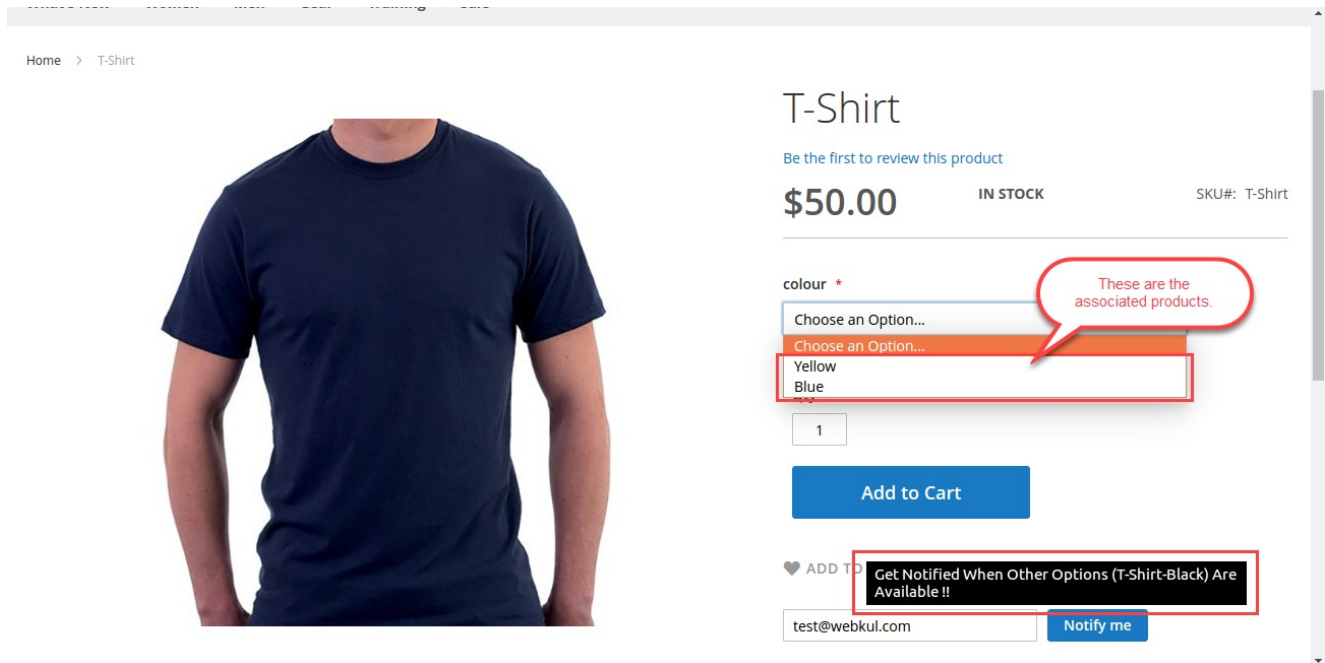 Home > T-Shirt
T-Shirt
Be the first to review this product
$50.00 IN STOCK SKU#: T-Shirt
colour *
These are the
associated products.
Choose an Option...
Choose an Option...
Yellow
Blue
1
Add to Cart
ADD TO
Get Notified When Other Options (T-Shirt-Black) Are
Available !!
test@webkul.com Notify me